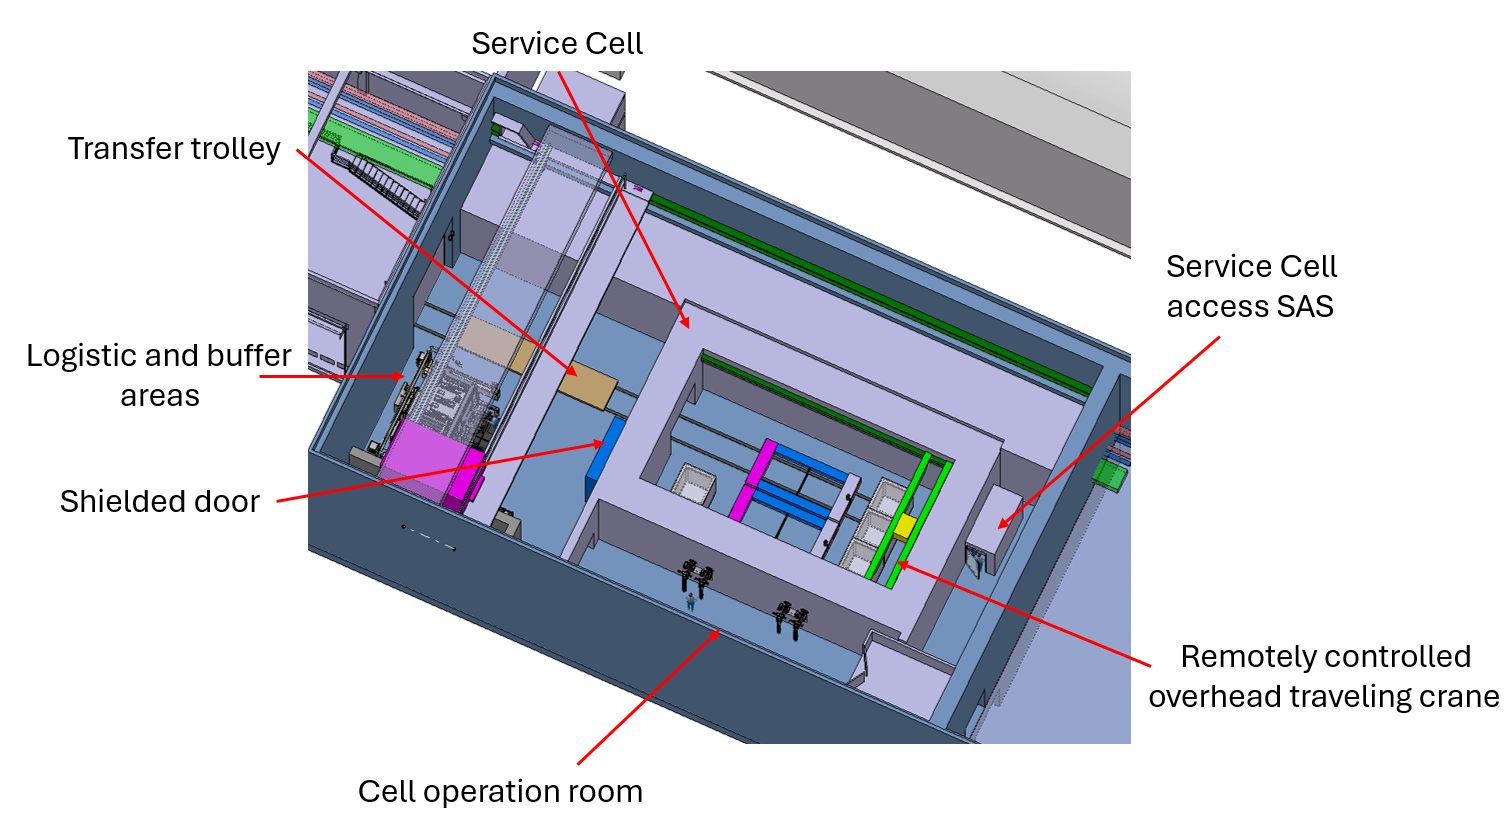 Service Cell
Transfer trolley
Service Cell
access SAS
Logistic and buffer
areas
Shielded door
Remotely controlled
overhead traveling crane
Cell operation room